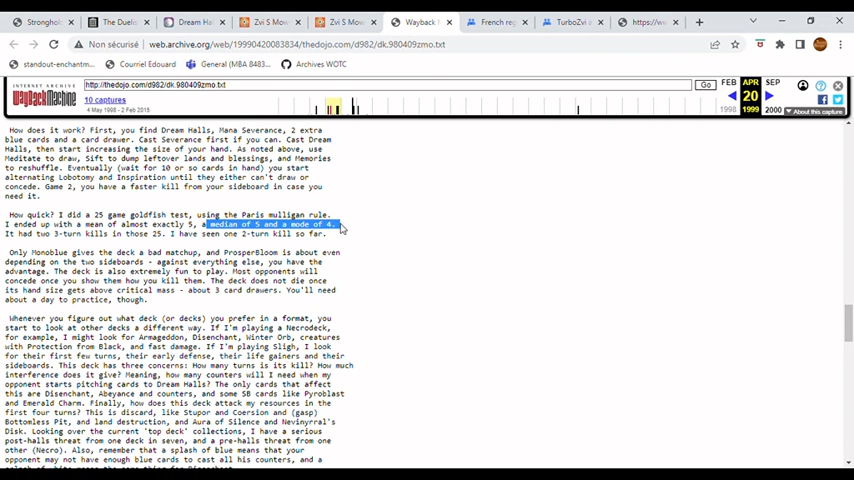 Strongho
The Duelis
Dream Ha
Zvi S Mow
Zvi S Mow
Wayback M
French reg
TurboZvi a
https://ww
Non sécurisé
web.archive.org/web/19990420083834/thedojo.com/d982/dk.980409zmo.txt
standout-enchantm...
Courriel Edouard
General (MBA 8483...
Archives WOTC
INTERNET ARCHIVE
WayBackMachine
http://thedojo.com/d982/dk.980409zmo.txt
Go
FEB APR SEP
10 captures
4 May 1998 - 2 Feb 2015
20
1998 1999 2000
About this capture
How does it work? First, you find Dream Halls, Mana Severance, 2 extra
blue cards and a card drawer. Cast Severance first if you can. Cast Dream
Halls, then start increasing the size of your hand. As noted above, use
Meditate to draw, Sift to dump leftover lands and blessings, and Memories
to reshuffle. Eventually (wait for 10 or so cards in hand) you start
alternating Lobotomy and Inspiration until they either can't draw or
concede. Game 2, you have a faster kill from your sideboard in case you
need it.
How quick? I did a 25 game goldfish test, using the Paris mulligan rule.
I ended up with a mean of almost exactly 5, a median of 5 and a mode of 4.
It had two 3-turn kills in those 25. I have seen one 2-turn kill so far.
Only Monoblue gives the deck a bad matchup, and ProsperBloom is about even
depending on the two sideboards - against everything else, you have the
advantage. The deck is also extremely fun to play. Most opponents will
concede once you show them how you kill them. The deck does not die once
its hand size gets above critical mass - about 3 card drawers. You'll need
about a day to practice, though.
Whenever you figure out what deck (or decks) you prefer in a format, you
start to look at other decks a different way. If I'm playing a Necrodeck,
for example, I might look for Armageddon, Disenchant, Winter Orb, creatures
with Protection from Black, and fast damage. If I'm playing Sligh, I look
for their first few turns, their early defense, their life gainers and their
sideboards. This deck has three concerns: How many turns is its kill? How much
interference does it give? Meaning, how many counters will I need when my
opponent starts pitching cards to Dream Halls? The only cards that affect
this are Disenchant, Abeyance and counters, and some SB cards like Pyroblast
and Emerald Charm. Finally, how does this deck attack my resources in the
first four turns? This is discard, like Stupor and Coersion and (gasp)
Bottomless Pit, and land destruction, and Aura of Silence and Nevinyrral's
Disk. Looking over the current 'top deck' collections, I have a serious
post-halls threat from one deck in seven, and a pre-halls threat from one
other (Necro). Also, remember that a splash of blue means that your
opponent may not have enough blue cards to cast all his counters, and a